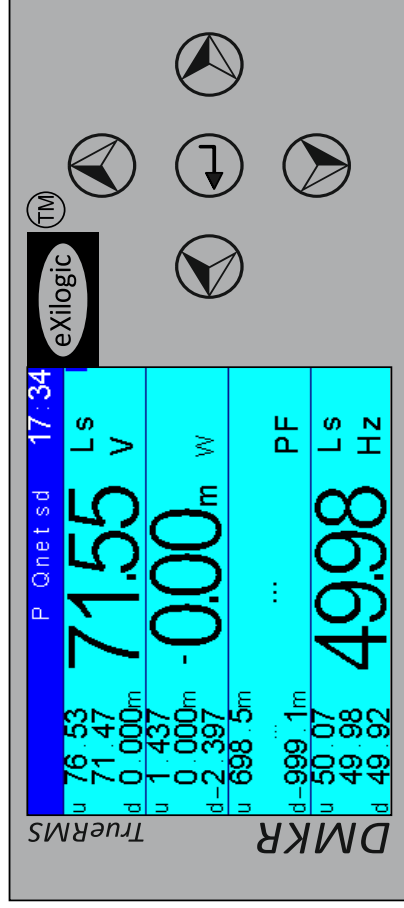 TrueRMS
DMKR
P Qnetsd 17:34
u 76.53
71.47
d 0.000m
71.55
Ls
V
u 1.437
0.000m
d-2.397
-0.00m
W
u 698.5m
...
d-999.1m
...
PF
u 50.07
49.98
d 49.92
49.98
Ls
Hz
eXilogic
TM